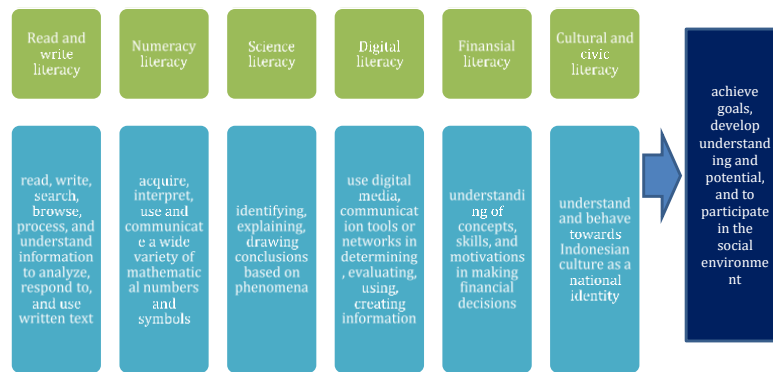 Read and
write
literacy
Numeracy
literacy
Science
literacy
Digital
literacy
Finansial
literacy
Cultural and
civic
literacy
read, write,
search,
browse,
process, and
understand
information
to analyze,
respond to,
and use
written text
acquire,
interpret,
use and
communicat
e a wide
variety of
mathematic
al numbers
and
symbols
identifying,
explaining,
drawing
conclusions
based on
phenomena
use digital
media,
communicat
ion tools or
networks in
determining
, evaluating,
using,
creating
information
understandi
ng of
concepts,
skills, and
motivations
in making
financial
decisions
understand
and behave
towards
Indonesian
culture as a
national
identity
achieve
goals,
develop
understand
ing and
potential,
and to
participate
in the
social
environme
nt